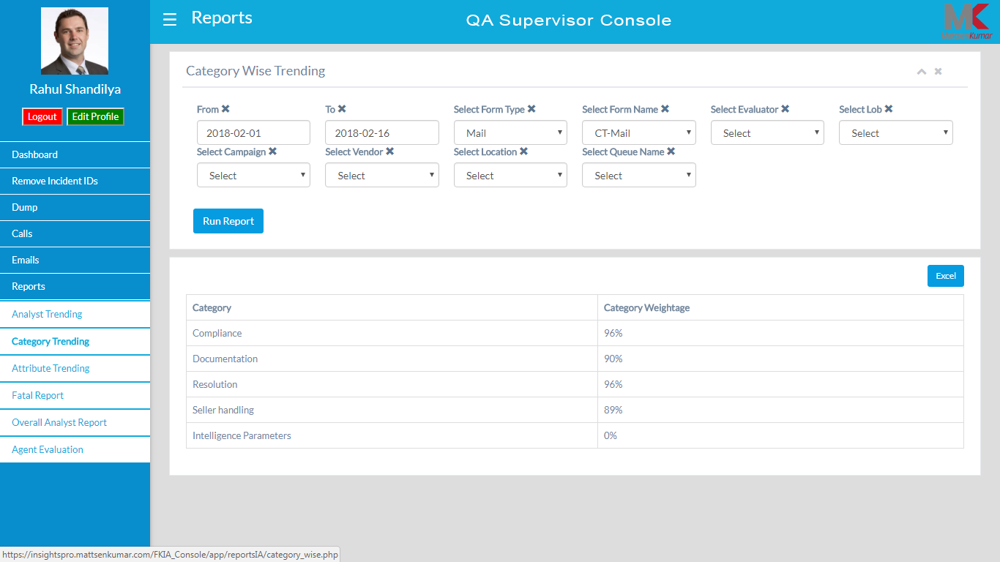 Reports
QA Supervisor Console
MK
MattsenKumar
Rahul Shandilya
Logout Edit Profile
Dashboard
Remove Incident IDs
Dump
Calls
Emails
Reports
Analyst Trending
Category Trending
Attribute Trending
Fatal Report
Overall Analyst Report
Agent Evaluation
Category Wise Trending
From To Select Form Type Select Form Name Select Evaluator Select Lob
2018-02-01 2018-02-16 Mail CT-Mail Select Select
Select Campaign Select Vendor Select Location Select Queue Name
Select Select Select Select
Run Report
Excel
Category Category Weightage
Compliance 96%
Documentation 90%
Resolution 96%
Seller handling 89%
Intelligence Parameters 0%
https://insightspro.mattsenkumar.com/FKIA_Console/app/reportsIA/category_wise.php